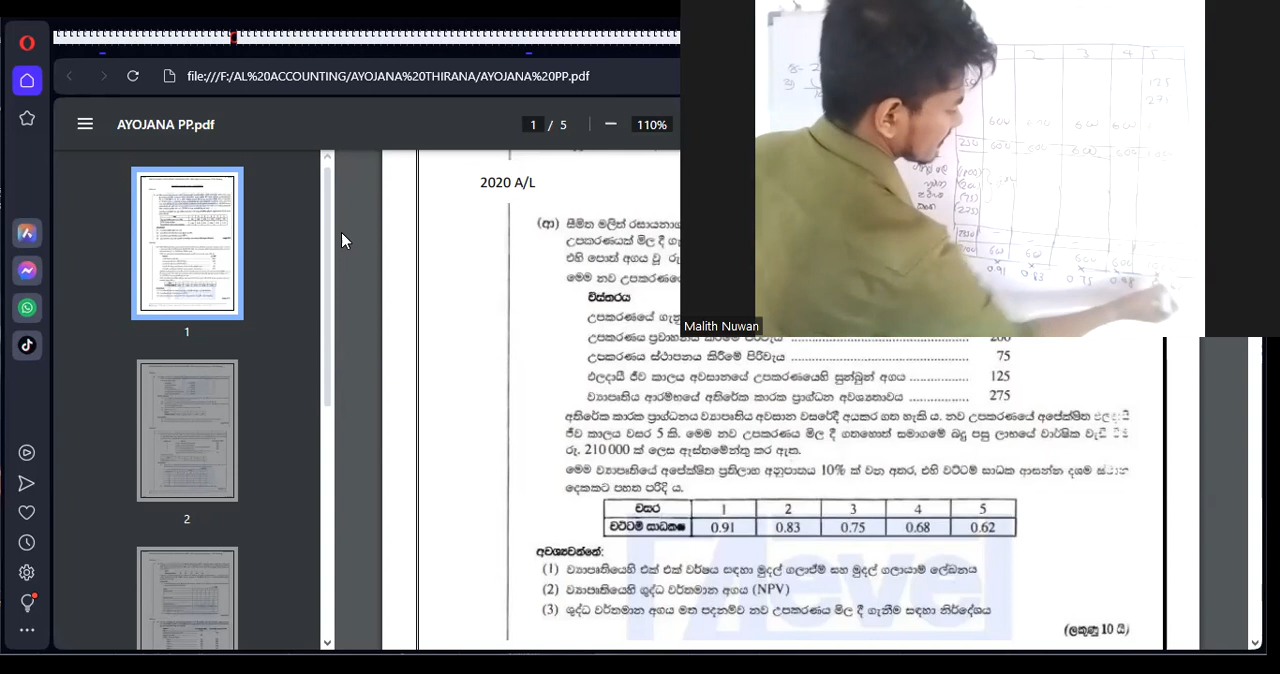 file:///F:/AL%20ACCOUNTING/AYOJANA%20THIRANA/AYOJANA%20PP.pdf
AYOJANA PP.pdf
1 / 5
110%
1
2
2020 A/L
(ආ) සීමිත මලිත් රසායනාග
උපකරණයක් මිල දී ගැ
එහි පොත් අගය වූ රු
මෙම නව උපකරණයෙ
විස්තරය
උපකරණයේ ගැනු
Malith Nuwan
උපකරණය ප්‍රවාහනය කිරීමේ පිරිවැය 200
උපකරණය ස්ථාපනය කිරීමේ පිරිවැය 75
ඵලදායී ජීව කාලය අවසානයේ උපකරණයෙහි සුන්බුන් අගය 125
ව්‍යාපෘතිය ආරම්භයේ අතිරේක කාරක ප්‍රාග්ධන අවශ්‍යතාවය 275
අතිරේක කාරක ප්‍රාග්ධනය ව්‍යාපෘතිය අවසාන වසරේදී අයකර ගත හැකි ය. නව උපකරණයේ අපේක්ෂිත ඵලදායී
ජීව කාලය වසර 5 කි. මෙම නව උපකරණය මිල දී ගතහොත් සමාගමේ බදු පසු ලාභයේ වාර්ෂික වැඩි වීම
රු. 210 000 ක් ලෙස ඇස්තමේන්තු කර ඇත.
මෙම ව්‍යාපෘතියේ අපේක්ෂිත ප්‍රතිලාභ අනුපාතය 10% ක් වන අතර, එහි වට්ටම් සාධක ආසන්න දශම ස්ථාන
දෙකකට පහත පරිදි ය.
වසර 1 2 3 4 5
වට්ටම් සාධකය 0.91 0.83 0.75 0.68 0.62
අවශ්‍යවන්නේ:
(1) ව්‍යාපෘතියෙහි එක් එක් වර්ෂය සඳහා මුදල් ගලාඒම් සහ මුදල් ගලායාම් ලේඛනය
(2) ව්‍යාපෘතියෙහි ශුද්ධ වර්තමාන අගය (NPV)
(3) ශුද්ධ වර්තමාන අගය මත පදනම්ව නව උපකරණය මිල දී ගැනීම සඳහා නිර්දේශය
(ලකුණු 10 යි)